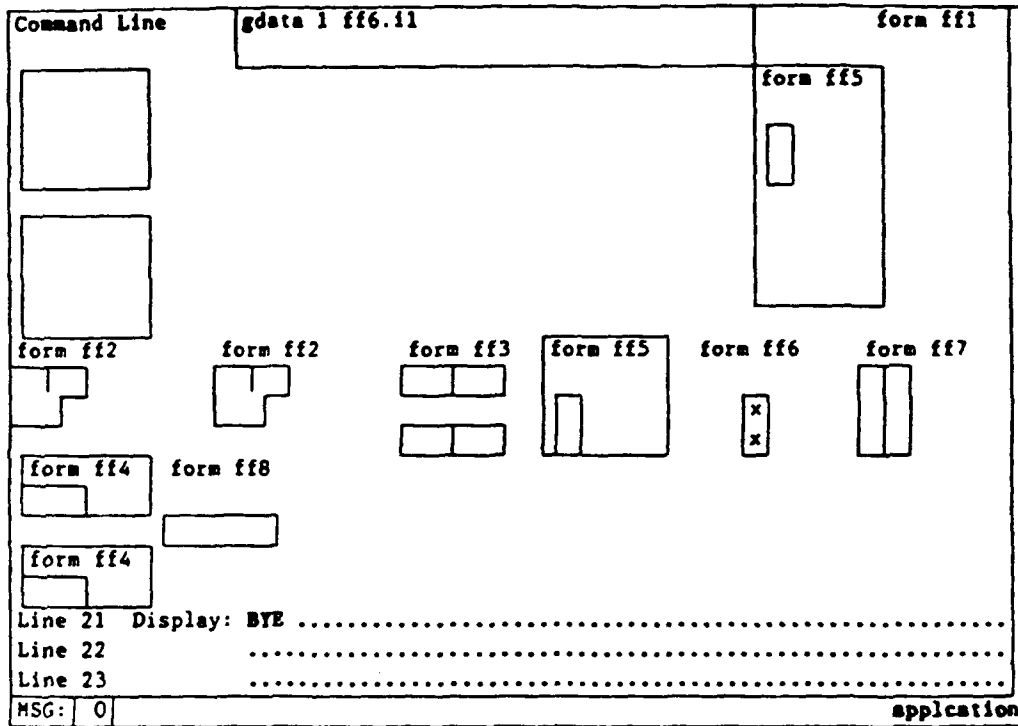 Command Line gdata 1 ff6.i1 form ff1
form ff5
form ff2 form ff2 form ff3 form ff5 form ff6 form ff7
x
x
form ff4 form ff8
form ff4
Line 21 Display: BYE ..........................................................
Line 22 ..............................................................
Line 23 ..............................................................
MSG: 0 applcation